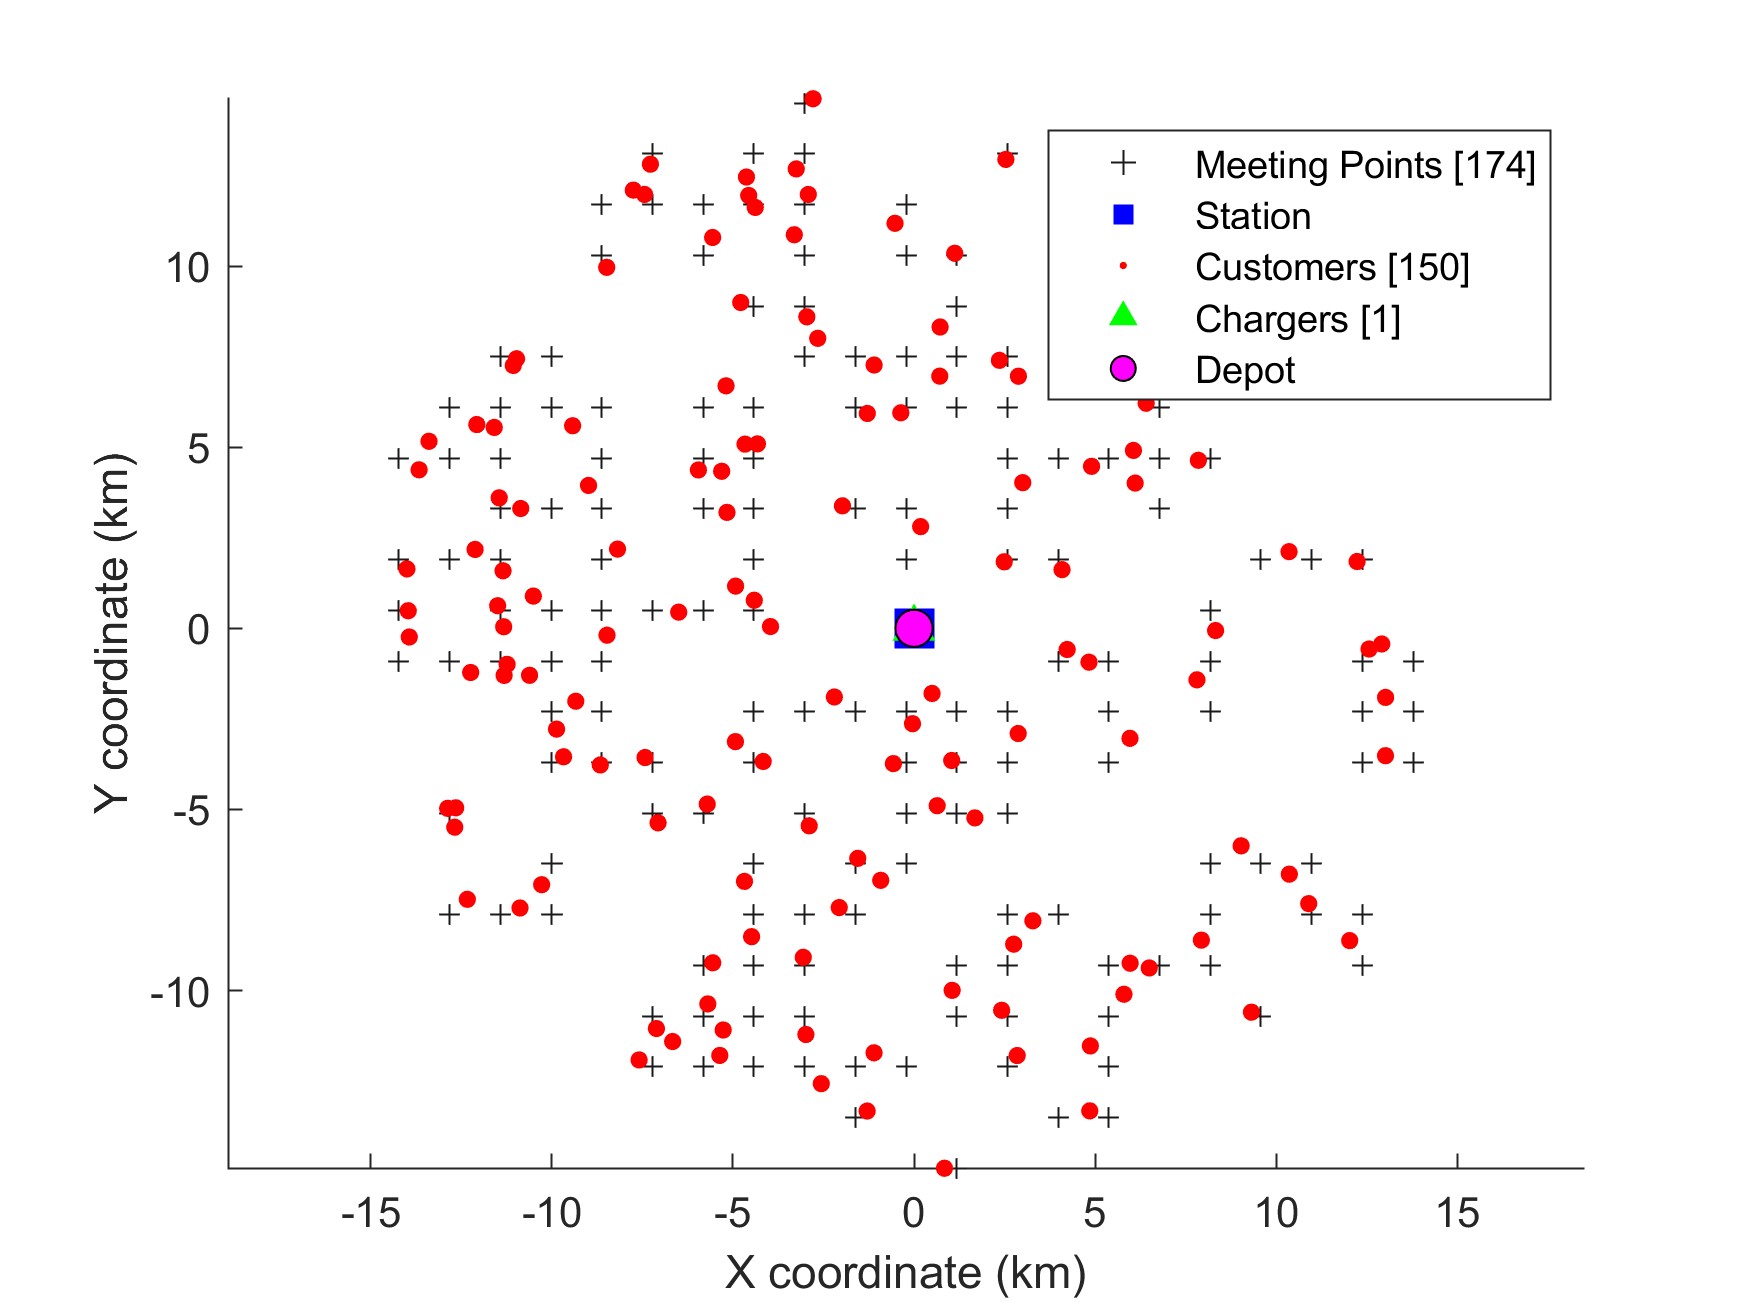 Meeting Points [174]
Station
Customers [150]
Chargers [1]
Depot
10
5
0
-5
-10
Y coordinate (km)
-15
-10
-5
0
5
10
15
X coordinate (km)